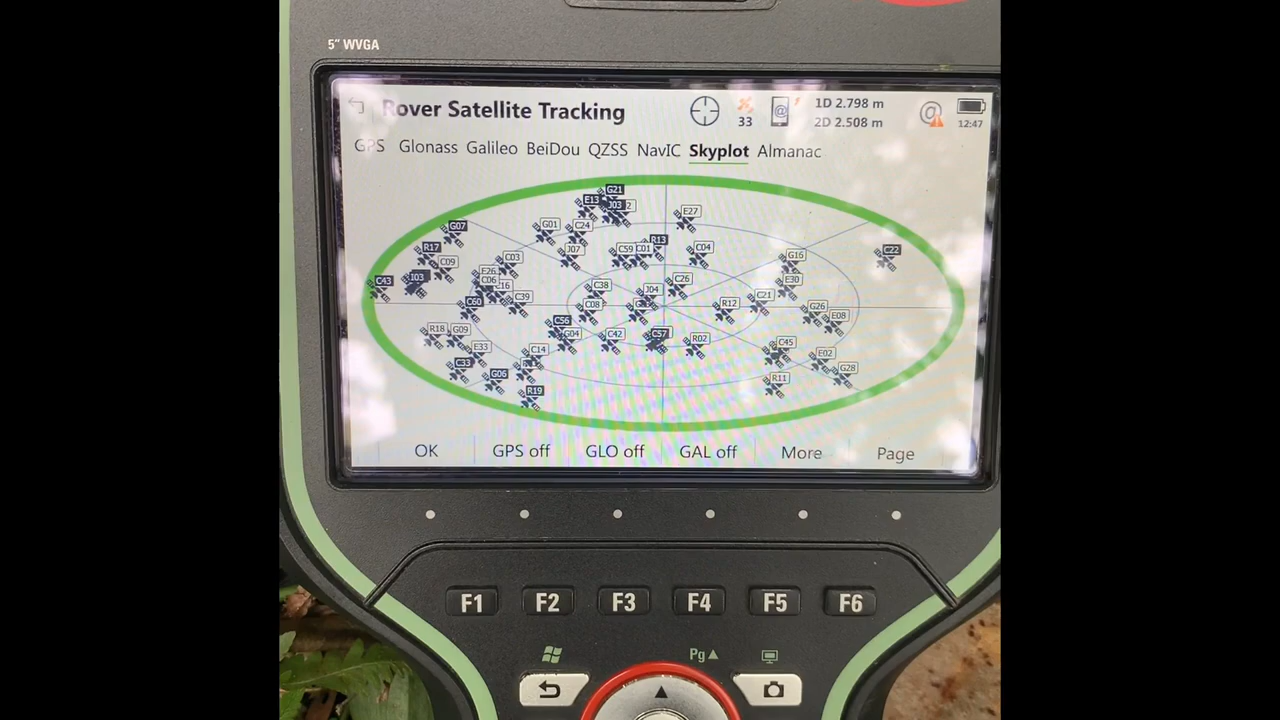 5" WVGA
Rover Satellite Tracking
33
1D 2.798 m
2D 2.508 m
@
@
12:47
GPS Glonass Galileo BeiDou QZSS NavIC Skyplot Almanac
G21
E13
J03
G07
G01
C24
E27
R17
J07
C59
C01
R13
C04
C22
C09
C03
G16
C43
C06
C38
J04
C26
E30
C39
C60
C08
R12
C21
G26
E08
C56
R18
G09
G04
C42
C57
R02
E33
C14
C45
E02
C33
G06
G28
R11
R19
OK GPS off GLO off GAL off More Page
F1 F2 F3 F4 F5 F6
Pg